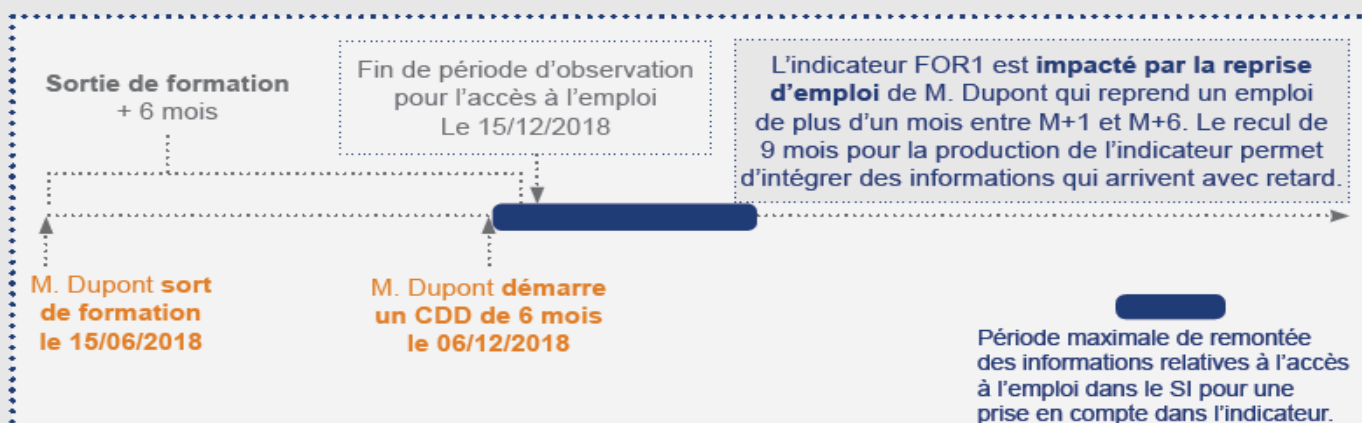 Sortie de formation
+ 6 mois
Fin de période d'observation
pour l'accès à l'emploi
Le 15/12/2018
L'indicateur FOR1 est impacté par la reprise
d'emploi de M. Dupont qui reprend un emploi
de plus d'un mois entre M+1 et M+6. Le recul de
9 mois pour la production de l'indicateur permet
d'intégrer des informations qui arrivent avec retard.
M. Dupont sort
de formation
le 15/06/2018
M. Dupont démarre
un CDD de 6 mois
le 06/12/2018
Période maximale de remontée
des informations relatives à l'accès
à l'emploi dans le SI pour une
prise en compte dans l'indicateur.